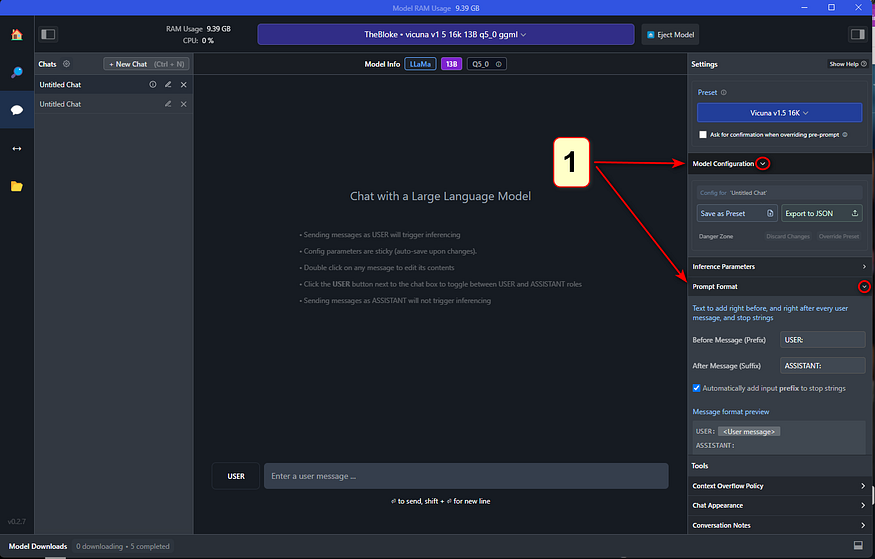 Model RAM Usage 9.39 GB
RAM Usage 9.39 GB
CPU: 0 %
TheBloke • vicuna v1 5 16k 13B q5_0 ggml
Eject Model
Chats
+ New Chat (Ctrl + N)
Untitled Chat
Untitled Chat
Model Info LLaMa 13B Q5_0
Chat with a Large Language Model
• Sending messages as USER will trigger inferencing
• Config parameters are sticky (auto-save upon changes).
• Double click on any message to edit its contents
• Click the USER button next to the chat box to toggle between USER and ASSISTANT roles
• Sending messages as ASSISTANT will not trigger inferencing
USER
Enter a user message ...
⏎ to send, shift + ⏎ for new line
1
Settings
Show Help
Preset
Vicuna v1.5 16K
Ask for confirmation when overriding pre-prompt
Model Configuration
Config for 'Untitled Chat'
Save as Preset
Export to JSON
Danger Zone
Discard Changes
Override Preset
Inference Parameters
Prompt Format
Text to add right before, and right after every user
message, and stop strings
Before Message (Prefix)
USER:
After Message (Suffix)
ASSISTANT:
Automatically add input prefix to stop strings
Message format preview
USER: <User message>
ASSISTANT:
Tools
Context Overflow Policy
Chat Appearance
Conversation Notes
v0.2.7
Model Downloads 0 downloading • 5 completed